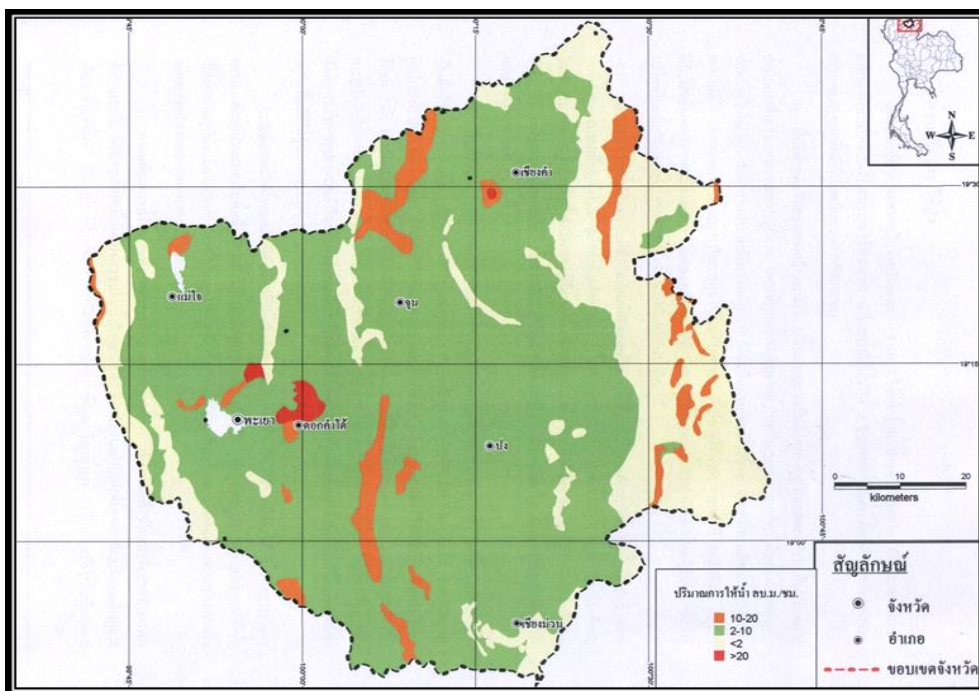 N
W E
S
เชียงคำ
19°30
แม่ใจ
จุน
พะเยา
ดอกคำใต้
ปง
0 10 20
kilometers
เชียงม่วน
ปริมาณการให้น้ำ ลบ.ม./ชม.
10-20
2-10
<2
>20
สัญลักษณ์
จังหวัด
อำเภอ
ขอบเขตจังหวัด